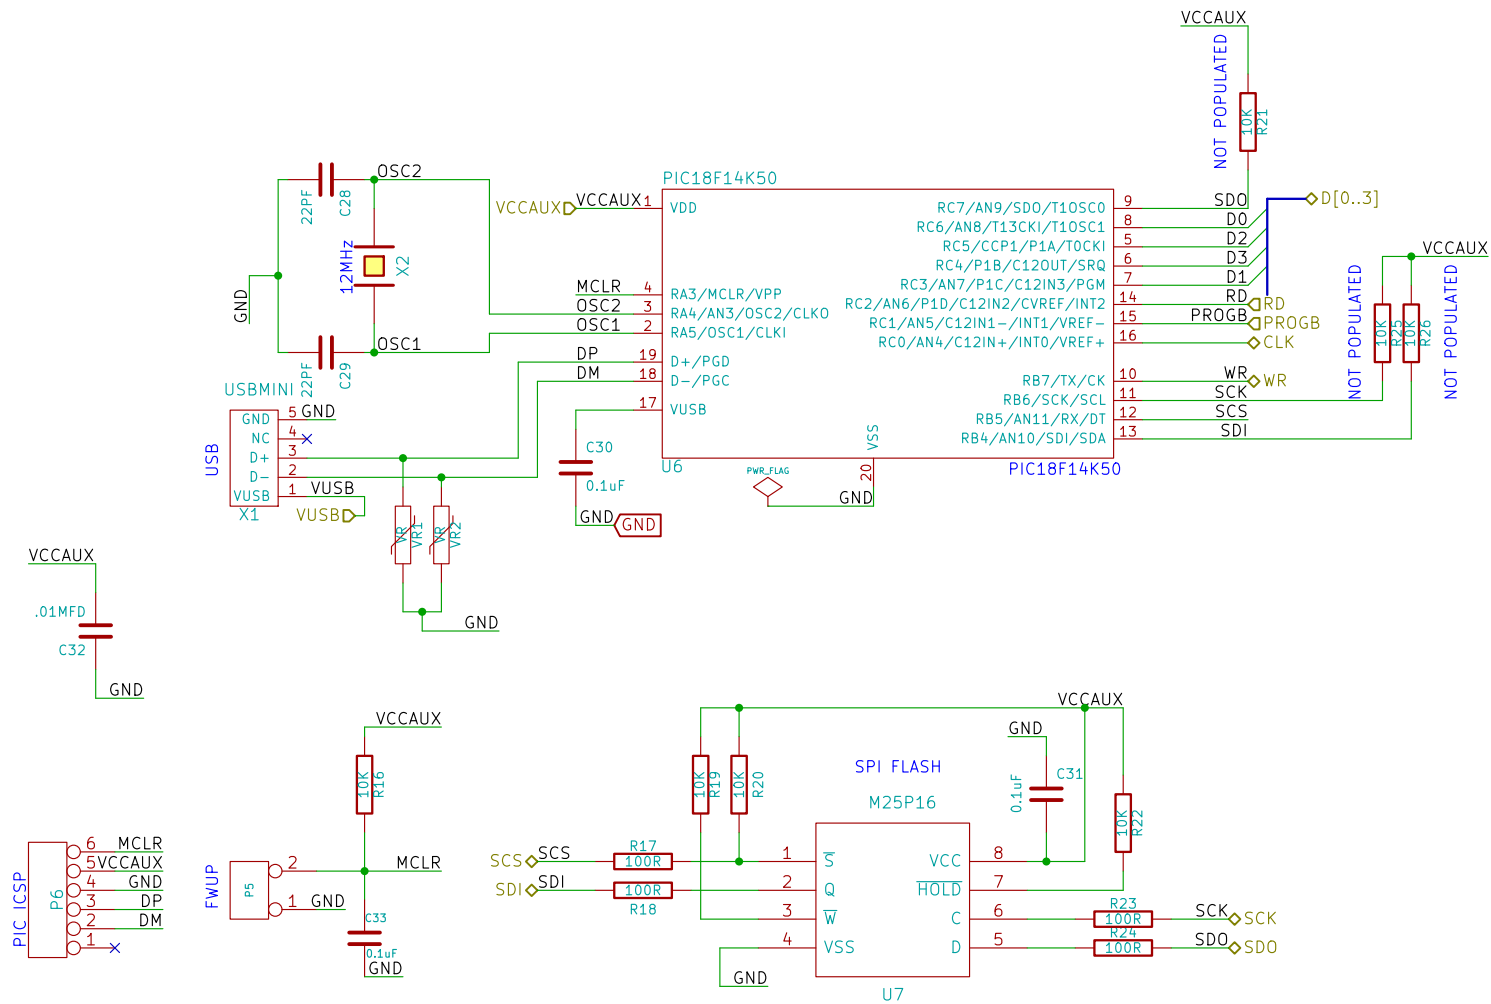 VCCAUX
NOT POPULATED
10K
R21
PIC18F14K50
VCCAUX
VCCAUX
1
VDD
MCLR
4
RA3/MCLR/VPP
OSC2
3
RA4/AN3/OSC2/CLKO
OSC1
2
RA5/OSC1/CLKI
DP
19
D+/PGD
DM
18
D-/PGC
17
VUSB
RC7/AN9/SDO/T1OSCO
9
SDO
RC6/AN8/T13CKI/T1OSC1
8
D0
RC5/CCP1/P1A/T0CKI
5
D2
RC4/P1B/C12OUT/SRQ
6
D3
RC3/AN7/P1C/C12IN3/PGM
7
D1
RC2/AN6/P1D/C12IN2/CVREF/INT2
14
RD
RD
RC1/AN5/C12IN1-/INT1/VREF-
15
PROGB
PROGB
RC0/AN4/C12IN+/INT0/VREF+
16
CLK
RB7/TX/CK
10
WR
WR
RB6/SCK/SCL
11
SCK
RB5/AN11/RX/DT
12
SCS
RB4/AN10/SDI/SDA
13
SDI
D[0..3]
VSS
20
U6
PIC18F14K50
PWR_FLAG
GND
VCCAUX
NOT POPULATED
10K
R25
10K
R26
NOT POPULATED
22PF
C28
OSC2
12MHz
X2
GND
22PF
C29
OSC1
USBMINI
USB
GND
5
GND
NC
4
D+
3
D-
2
VUSB
1
VUSB
X1
VUSB
VR
VR1
VR
VR2
GND
C30
0.1uF
GND
GND
VCCAUX
.01MFD
C32
GND
VCCAUX
10K
R16
FWUP
P5
2
MCLR
1
GND
C33
0.1uF
GND
PIC ICSP
P6
6
MCLR
5
VCCAUX
4
GND
3
DP
2
DM
1
VCCAUX
GND
10K
R19
10K
R20
SPI FLASH
M25P16
C31
0.1uF
10K
R22
SCS
SCS
R17
100R
SDI
SDI
100R
R18
1
S
2
Q
3
W
4
VSS
GND
VCC
8
HOLD
7
C
6
D
5
R23
100R
SCK
SCK
R24
100R
SDO
SDO
U7